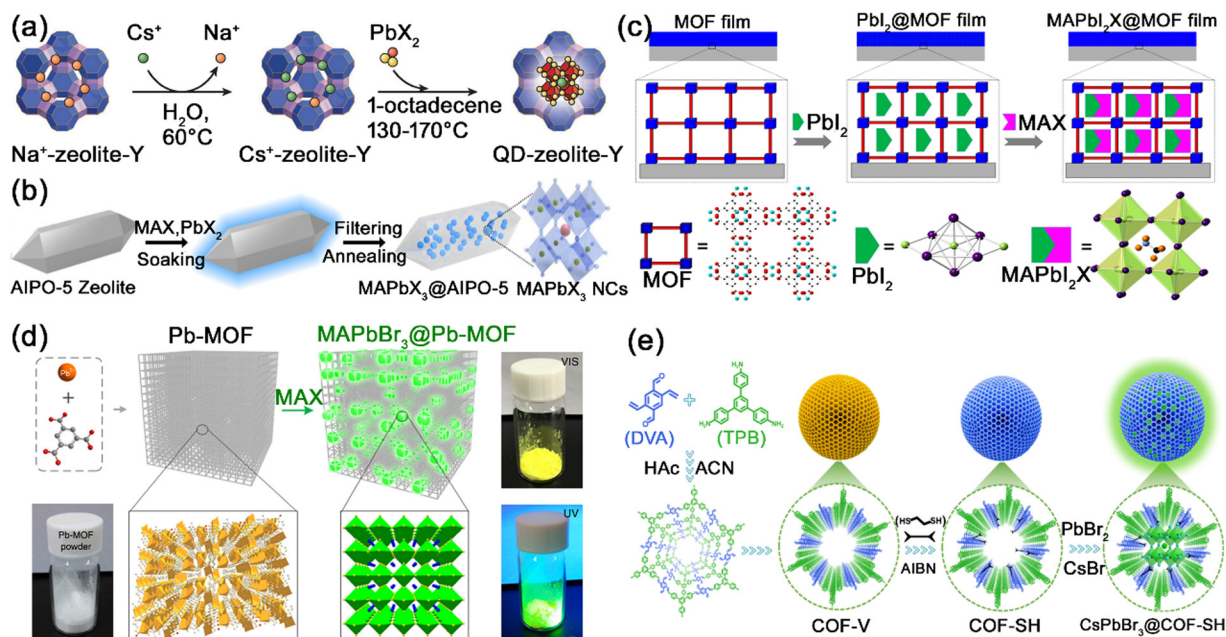 (a)
Cs⁺
Na⁺
PbX₂
H₂O,
60°C
1-octadecene
130-170°C
Na⁺-zeolite-Y
Cs⁺-zeolite-Y
QD-zeolite-Y
(b)
MAX,PbX₂
Soaking
Filtering
Annealing
AlPO-5 Zeolite
MAPbX₃@AlPO-5
MAPbX₃ NCs
(c)
MOF film
PbI₂@MOF film
MAPbI₂X@MOF film
PbI₂
MAX
MOF
=
PbI₂
=
MAPbI₂X
=
(d)
Pb-MOF
MAPbBr₃@Pb-MOF
+
MAX
VIS
Pb-MOF
powder
UV
(e)
+
(DVA)
(TPB)
HAc
ACN
(HS SH)
AIBN
PbBr₂
CsBr
COF-V
COF-SH
CsPbBr₃@COF-SH